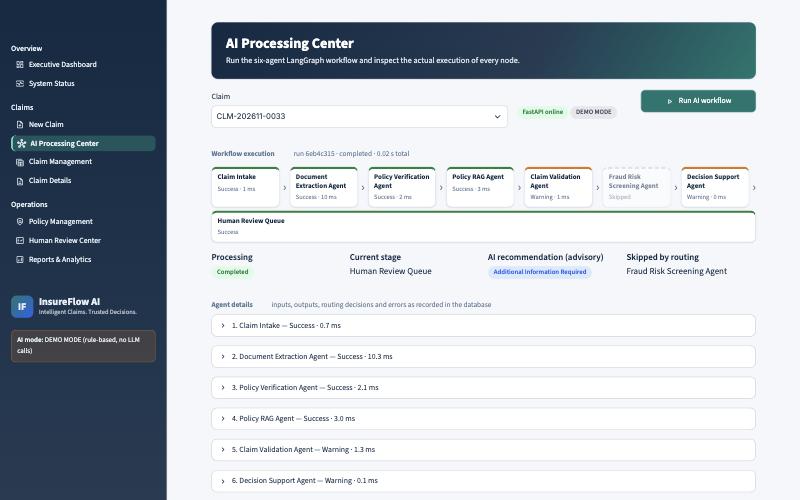 Overview
Executive Dashboard
System Status
Claims
New Claim
AI Processing Center
Claim Management
Claim Details
Operations
Policy Management
Human Review Center
Reports & Analytics
IF
InsureFlow AI
Intelligent Claims. Trusted Decisions.
AI mode: DEMO MODE (rule-based, no LLM
calls)
AI Processing Center
Run the six-agent LangGraph workflow and inspect the actual execution of every node.
Claim
CLM-202611-0033
FastAPI online
DEMO MODE
Run AI workflow
Workflow execution
run 6eb4c315 · completed · 0.02 s total
Claim Intake
Success · 1 ms
Document
Extraction Agent
Success · 10 ms
Policy Verification
Agent
Success · 2 ms
Policy RAG Agent
Success · 3 ms
Claim Validation
Agent
Warning · 1 ms
Fraud Risk
Screening Agent
Skipped
Decision Support
Agent
Warning · 0 ms
Human Review Queue
Success
Processing
Completed
Current stage
Human Review Queue
AI recommendation (advisory)
Additional Information Required
Skipped by routing
Fraud Risk Screening Agent
Agent details
inputs, outputs, routing decisions and errors as recorded in the database
1. Claim Intake — Success · 0.7 ms
2. Document Extraction Agent — Success · 10.3 ms
3. Policy Verification Agent — Success · 2.1 ms
4. Policy RAG Agent — Success · 3.0 ms
5. Claim Validation Agent — Warning · 1.3 ms
6. Decision Support Agent — Warning · 0.1 ms